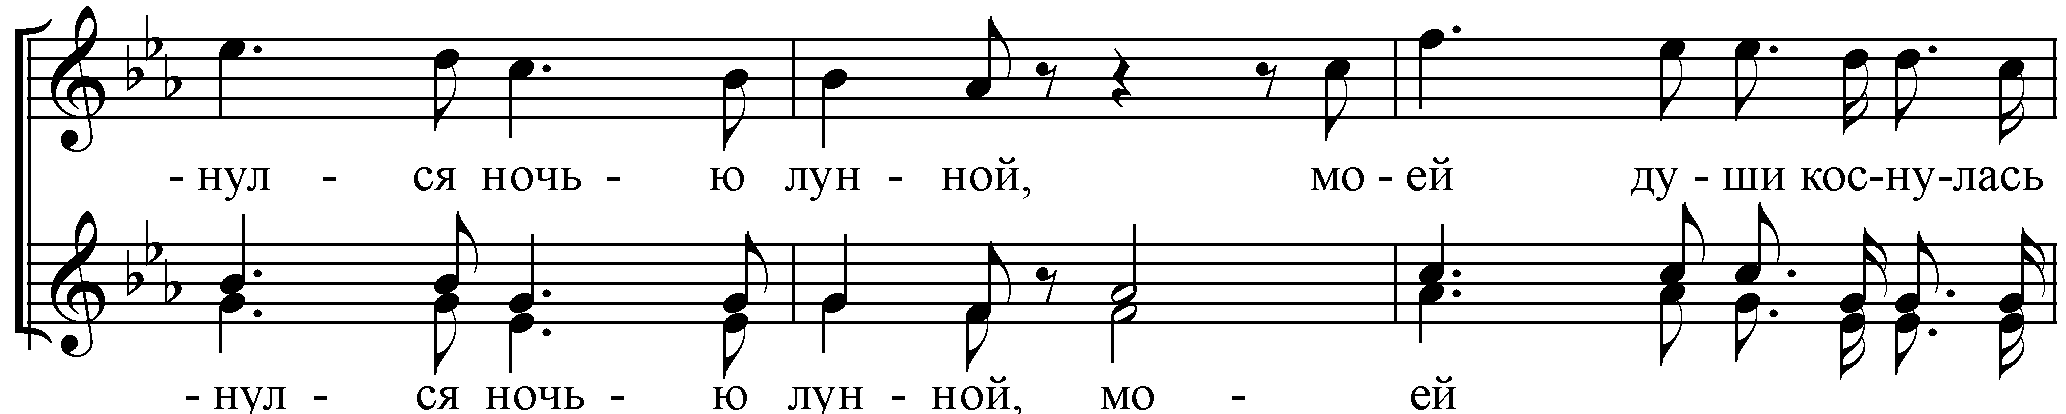 - нул - ся ночь - ю лун - ной, мо - ей ду - ши кос-ну-лась
- нул - ся ночь - ю лун - ной, мо - ей